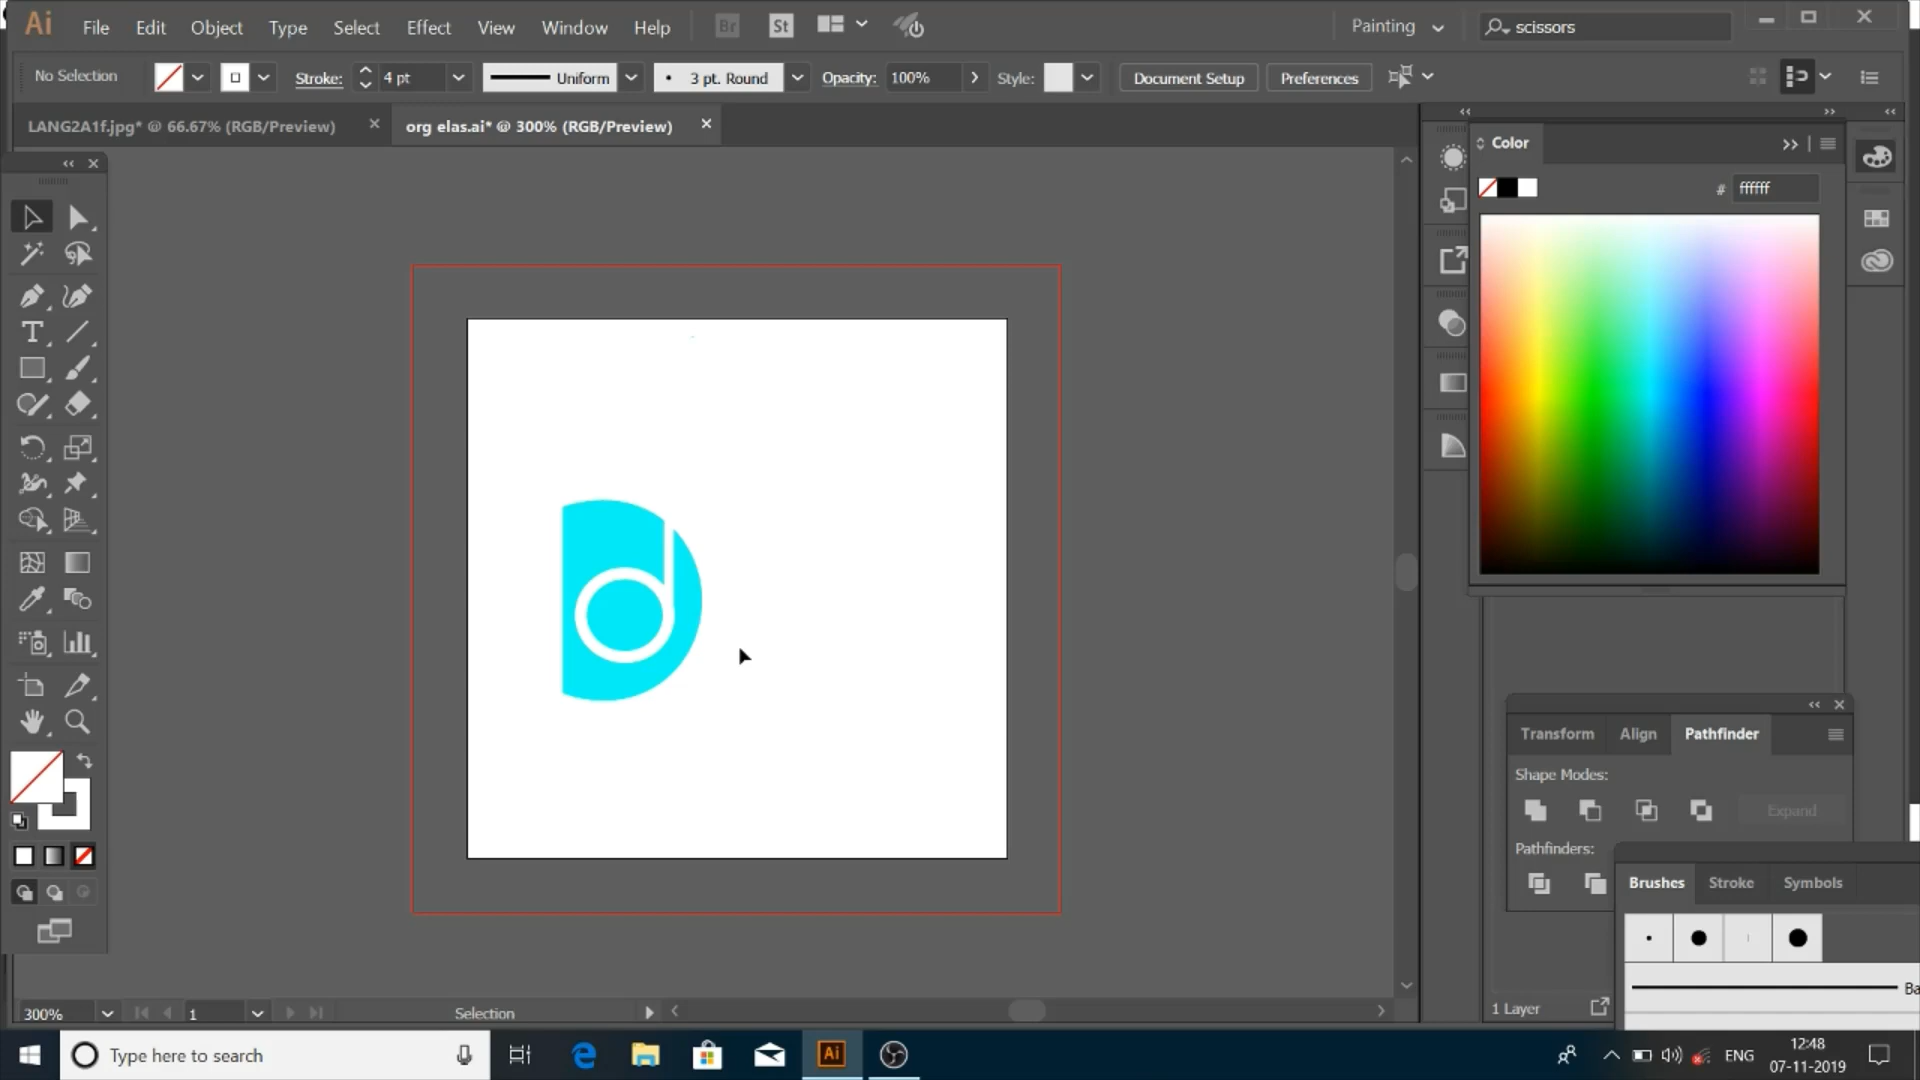 Ai File Edit Object Type Select Effect View Window Help Br St Painting scissors
No Selection Stroke: 4 pt Uniform 3 pt. Round Opacity: 100% Style: Document Setup Preferences
LANG2A1f.jpg* @ 66.67% (RGB/Preview) org elas.ai* @ 300% (RGB/Preview)
Color
# ffffff
d
Transform Align Pathfinder
Shape Modes:
Expand
Pathfinders:
Brushes Stroke Symbols
Ba
1 Layer
300% 1 Selection
Type here to search
Ai
ENG
12:48
07-11-2019